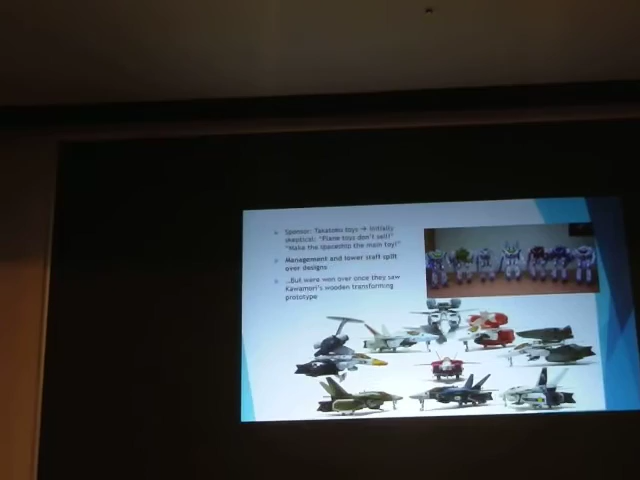 Sponsor: Takatoku toys → Initially
skeptical: "Plane toys don't sell!"
"Make the spaceship the main toy!"
Management and lower staff split
over designs
…But were won over once they saw
Kawamori's wooden transforming
prototype